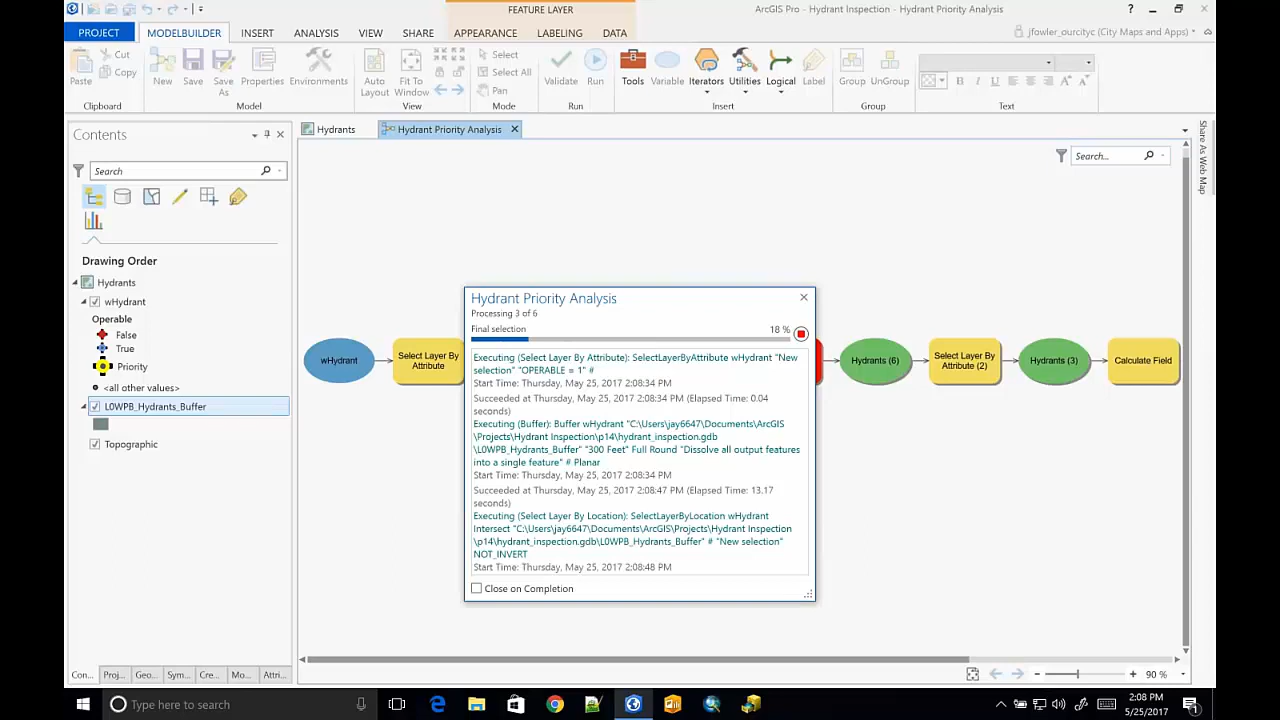 FEATURE LAYER
ArcGIS Pro - Hydrant Inspection - Hydrant Priority Analysis
?
PROJECT
MODELBUILDER
INSERT
ANALYSIS
VIEW
SHARE
APPEARANCE
LABELING
DATA
jfowler_ourcityc (City Maps and Apps)
Paste
Cut
Copy
Clipboard
New
Save
Save As
Properties
Environments
Model
Auto Layout
Fit To Window
View
Select
Select All
Pan
Mode
Validate
Run
Run
Tools
Variable
Iterators
Utilities
Logical
Label
Insert
Group
UnGroup
Group
B I U
Text
Contents
Search
Drawing Order
Hydrants
wHydrant
Operable
False
True
Priority
<all other values>
L0WPB_Hydrants_Buffer
Topographic
Con...
Proj...
Geo...
Sym...
Cre...
Mo...
Attri...
Hydrants
Hydrant Priority Analysis
Search...
Share As Web Map
wHydrant
Select Layer By
Attribute
Hydrants (6)
Select Layer By
Attribute (2)
Hydrants (3)
Calculate Field
Hydrant Priority Analysis
Processing 3 of 6
Final selection
18 %
Executing (Select Layer By Attribute): SelectLayerByAttribute wHydrant "New
selection" "OPERABLE = 1" #
Start Time: Thursday, May 25, 2017 2:08:34 PM
Succeeded at Thursday, May 25, 2017 2:08:34 PM (Elapsed Time: 0.04
seconds)
Executing (Buffer): Buffer wHydrant "C:\Users\jay6647\Documents\ArcGIS
\Projects\Hydrant Inspection\p14\hydrant_inspection.gdb
\L0WPB_Hydrants_Buffer" "300 Feet" Full Round "Dissolve all output features
into a single feature" # Planar
Start Time: Thursday, May 25, 2017 2:08:34 PM
Succeeded at Thursday, May 25, 2017 2:08:47 PM (Elapsed Time: 13.17
seconds)
Executing (Select Layer By Location): SelectLayerByLocation wHydrant
Intersect "C:\Users\jay6647\Documents\ArcGIS\Projects\Hydrant Inspection
\p14\hydrant_inspection.gdb\L0WPB_Hydrants_Buffer" # "New selection"
NOT_INVERT
Start Time: Thursday, May 25, 2017 2:08:48 PM
Close on Completion
90 %
Type here to search
2:08 PM
5/25/2017